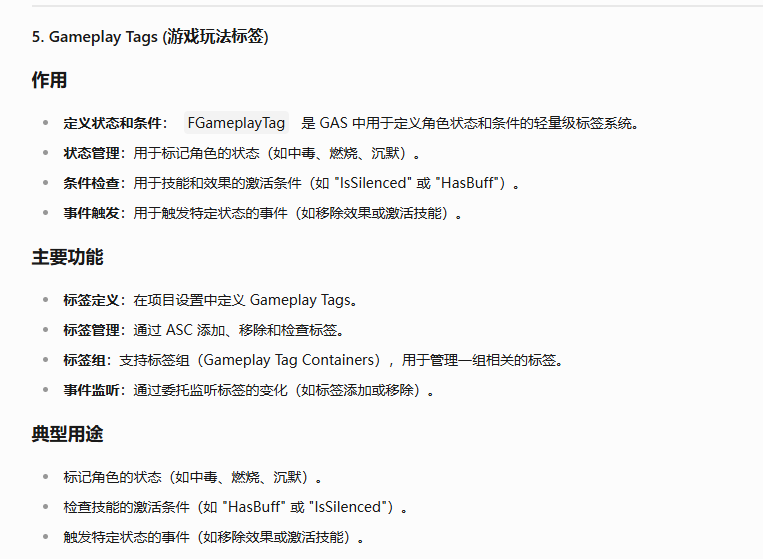 5. Gameplay Tags (游戏玩法标签)
作用
定义状态和条件： FGameplayTag 是 GAS 中用于定义角色状态和条件的轻量级标签系统。
状态管理：用于标记角色的状态（如中毒、燃烧、沉默）。
条件检查：用于技能和效果的激活条件（如 "IsSilenced" 或 "HasBuff"）。
事件触发：用于触发特定状态的事件（如移除效果或激活技能）。
主要功能
标签定义：在项目设置中定义 Gameplay Tags。
标签管理：通过 ASC 添加、移除和检查标签。
标签组：支持标签组（Gameplay Tag Containers），用于管理一组相关的标签。
事件监听：通过委托监听标签的变化（如标签添加或移除）。
典型用途
标记角色的状态（如中毒、燃烧、沉默）。
检查技能的激活条件（如 "HasBuff" 或 "IsSilenced"）。
触发特定状态的事件（如移除效果或激活技能）。